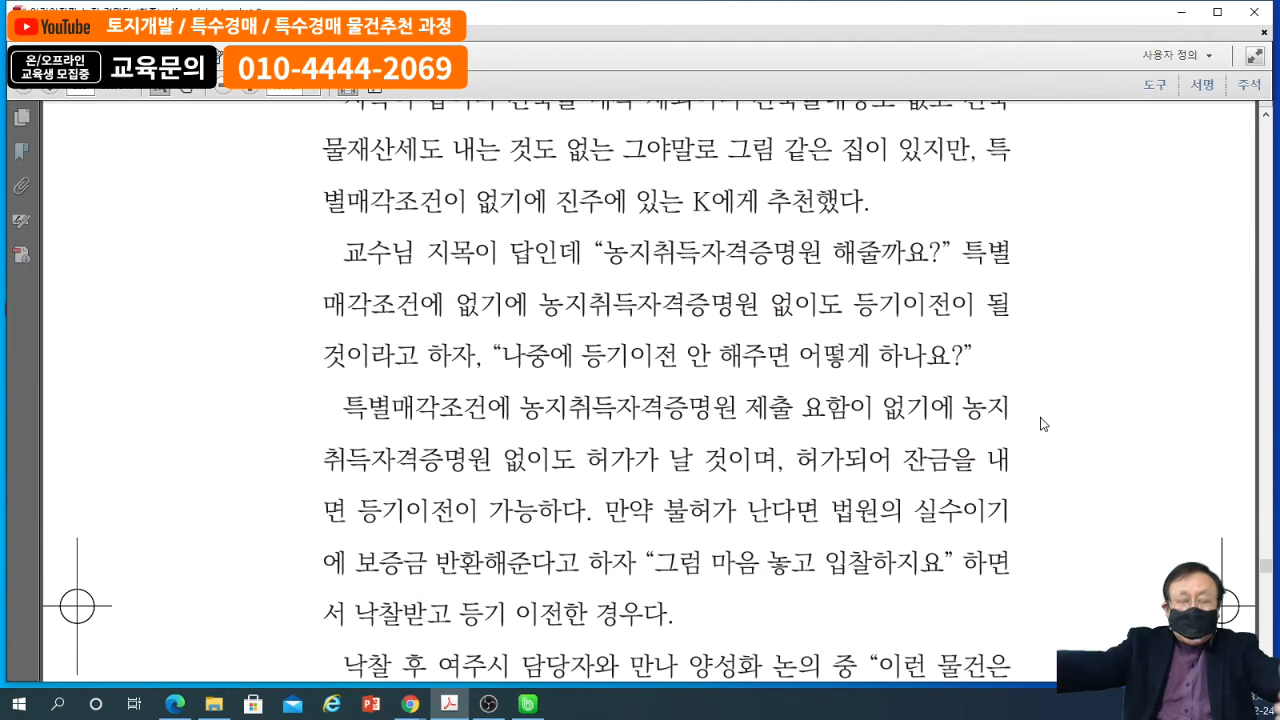 YouTube 토지개발 / 특수경매 / 특수경매 물건추천 과정
온/오프라인
교육생 모집중
교육문의
010-4444-2069
사용자 정의
도구 서명 주석
물재산세도 내는 것도 없는 그야말로 그림 같은 집이 있지만, 특
별매각조건이 없기에 진주에 있는 K에게 추천했다.
교수님 지목이 답인데 “농지취득자격증명원 해줄까요?” 특별
매각조건에 없기에 농지취득자격증명원 없이도 등기이전이 될
것이라고 하자, “나중에 등기이전 안 해주면 어떻게 하나요?”
특별매각조건에 농지취득자격증명원 제출 요함이 없기에 농지
취득자격증명원 없이도 허가가 날 것이며, 허가되어 잔금을 내
면 등기이전이 가능하다. 만약 불허가 난다면 법원의 실수이기
에 보증금 반환해준다고 하자 “그럼 마음 놓고 입찰하지요” 하면
서 낙찰받고 등기 이전한 경우다.
낙찰 후 여주시 담당자와 만나 양성화 논의 중 “이런 물건은